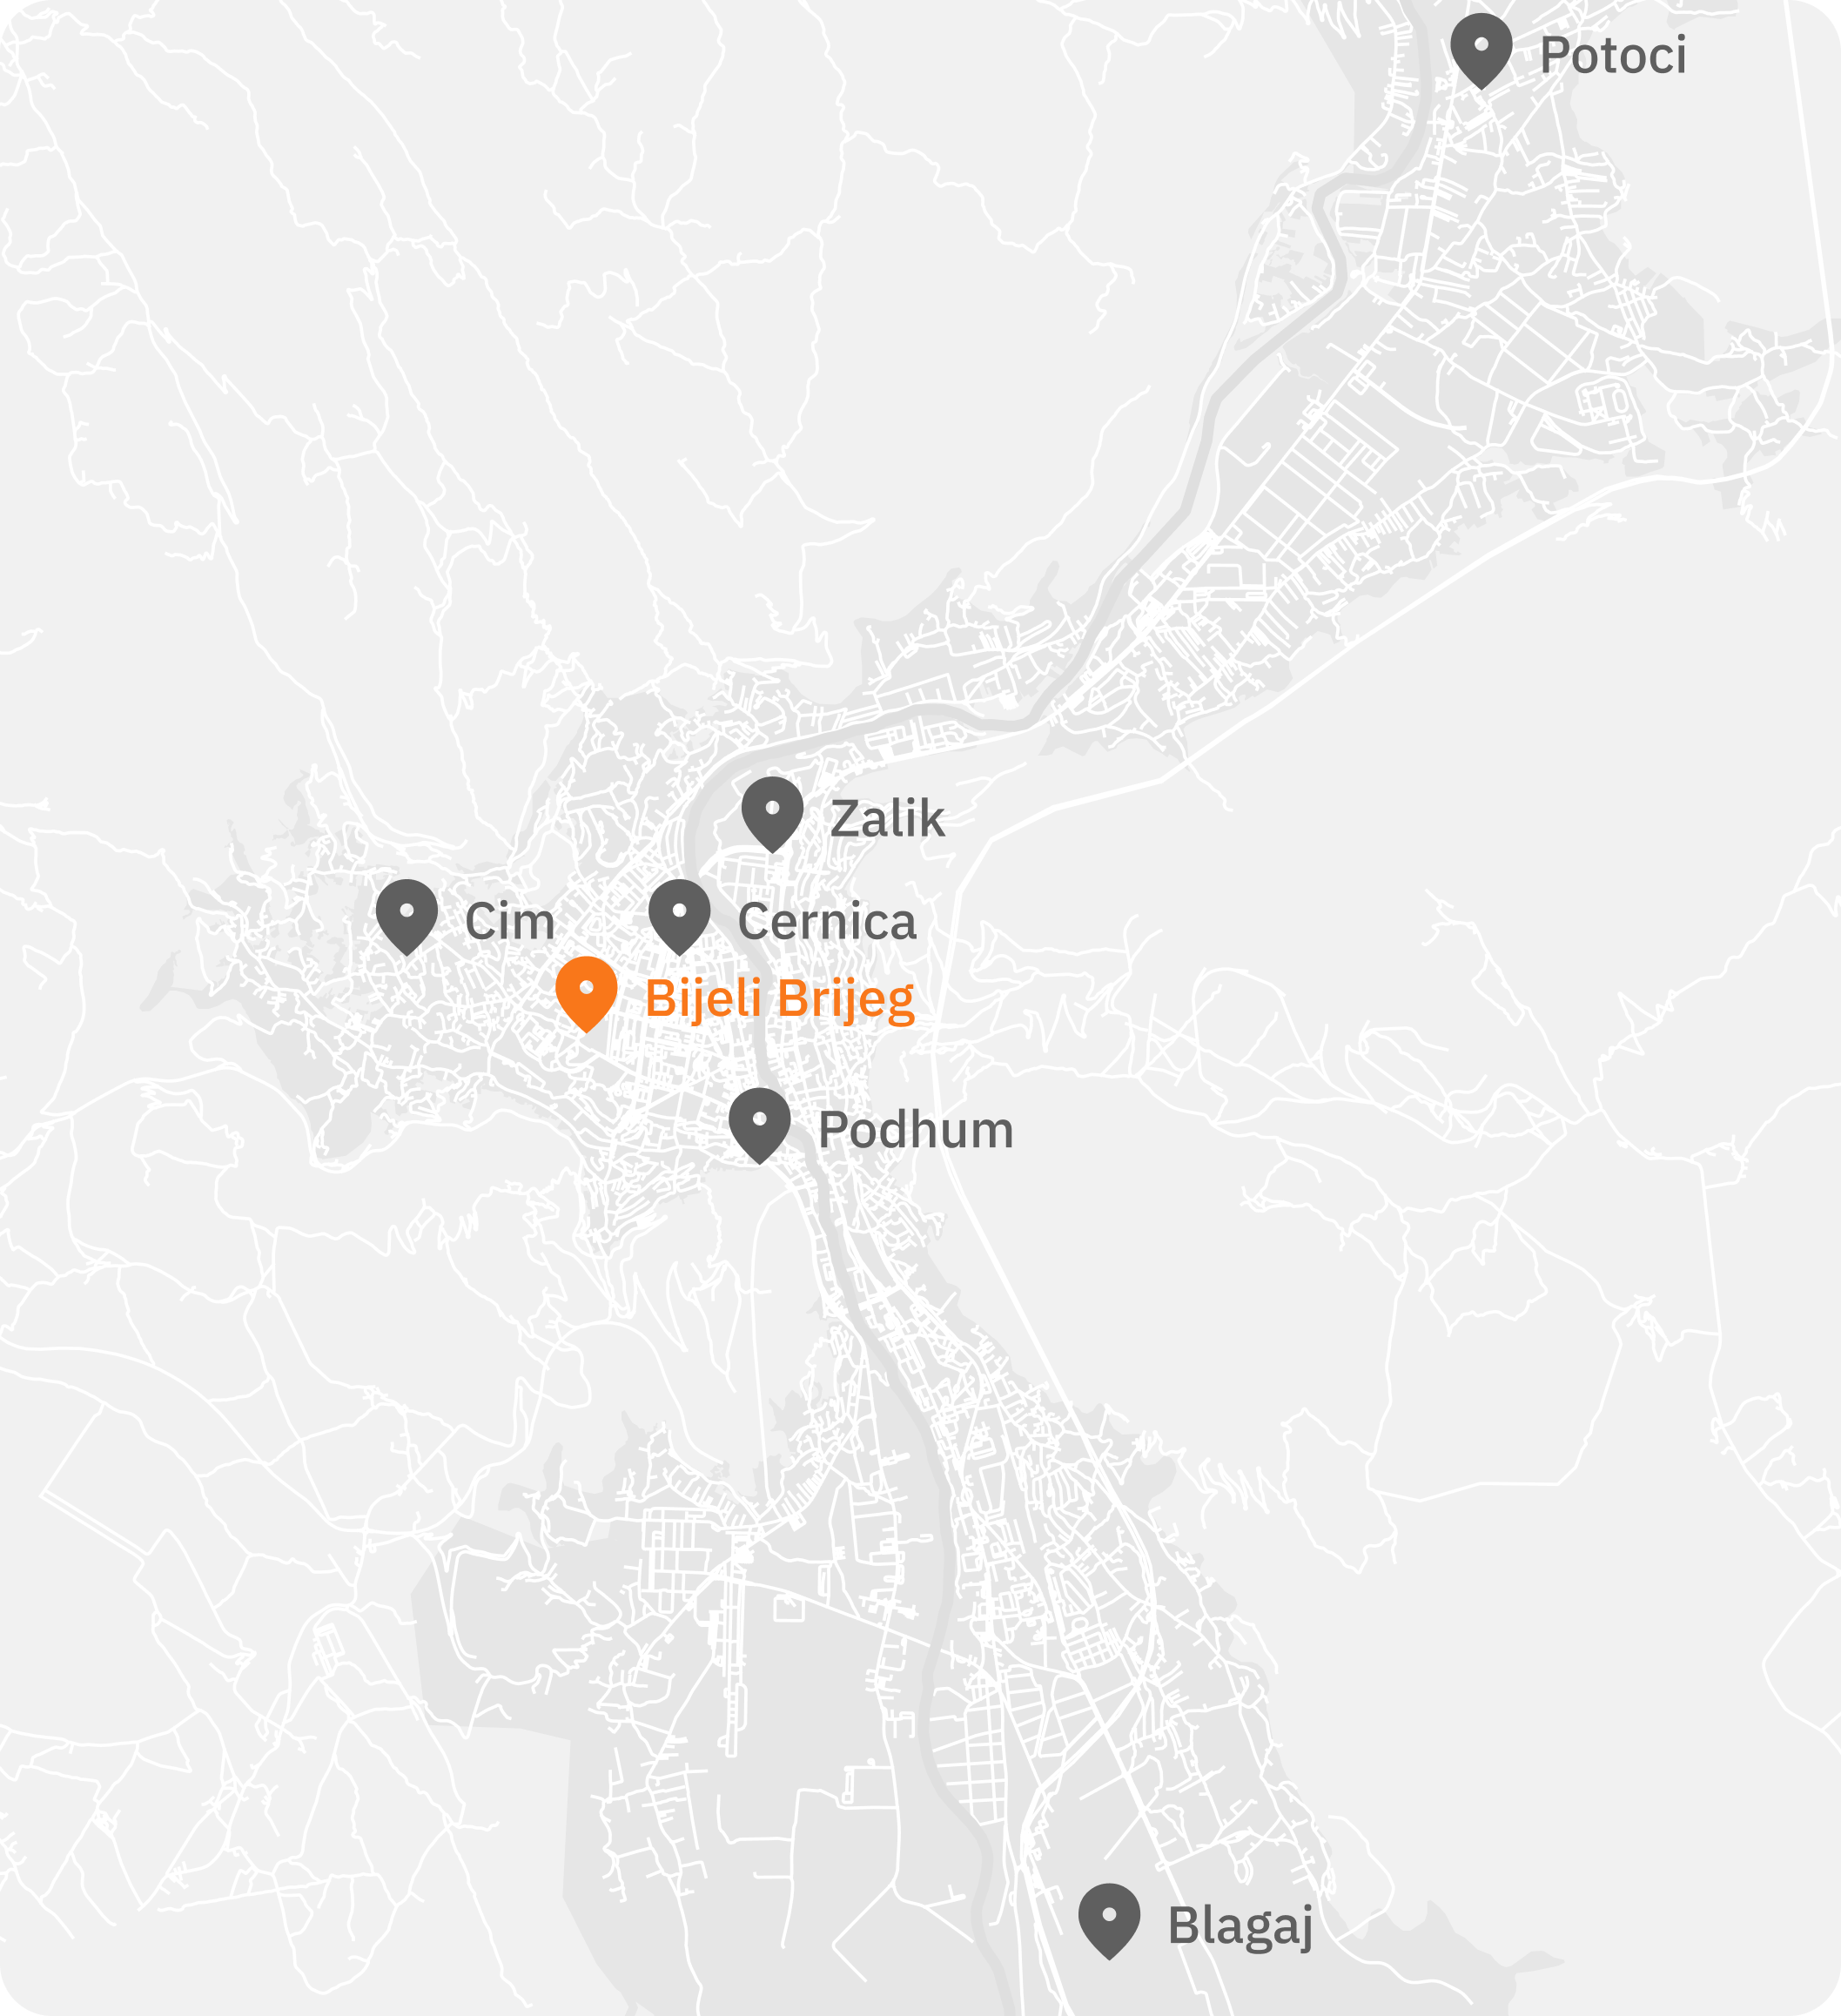 Potoci
Zalik
Cim
Cernica
Bijeli Brijeg
Podhum
Blagaj